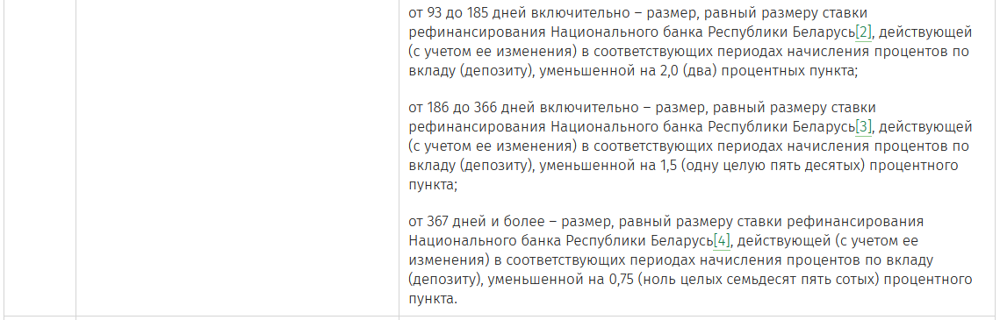 от 93 до 185 дней включительно – размер, равный размеру ставки
рефинансирования Национального банка Республики Беларусь[2], действующей
(с учетом ее изменения) в соответствующих периодах начисления процентов по
вкладу (депозиту), уменьшенной на 2,0 (два) процентных пункта;
от 186 до 366 дней включительно – размер, равный размеру ставки
рефинансирования Национального банка Республики Беларусь[3], действующей
(с учетом ее изменения) в соответствующих периодах начисления процентов по
вкладу (депозиту), уменьшенной на 1,5 (одну целую пять десятых) процентного
пункта;
от 367 дней и более – размер, равный размеру ставки рефинансирования
Национального банка Республики Беларусь[4], действующей (с учетом ее
изменения) в соответствующих периодах начисления процентов по вкладу
(депозиту), уменьшенной на 0,75 (ноль целых семьдесят пять сотых) процентного
пункта.